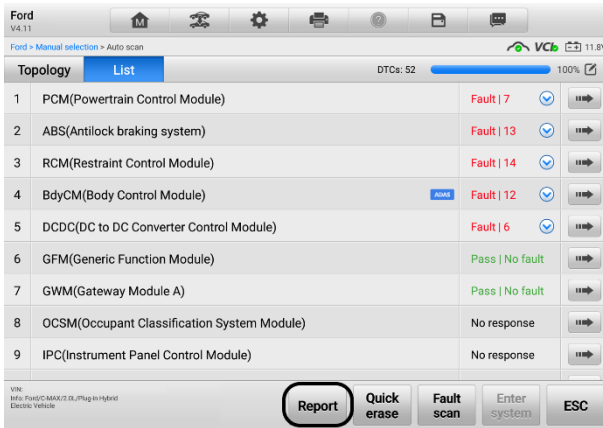 Ford
V4.11
M
?
Ford > Manual selection > Auto scan
VCI
11.8V
Topology
List
DTCs: 52
100%
1 PCM(Powertrain Control Module) Fault | 7
2 ABS(Antilock braking system) Fault | 13
3 RCM(Restraint Control Module) Fault | 14
4 BdyCM(Body Control Module) ADAS Fault | 12
5 DCDC(DC to DC Converter Control Module) Fault | 6
6 GFM(Generic Function Module) Pass | No fault
7 GWM(Gateway Module A) Pass | No fault
8 OCSM(Occupant Classification System Module) No response
9 IPC(Instrument Panel Control Module) No response
VIN:
Info: Ford/C-MAX/2.0L/Plug-in Hybrid
Electric Vehicle
Report
Quick
erase
Fault
scan
Enter
system
ESC